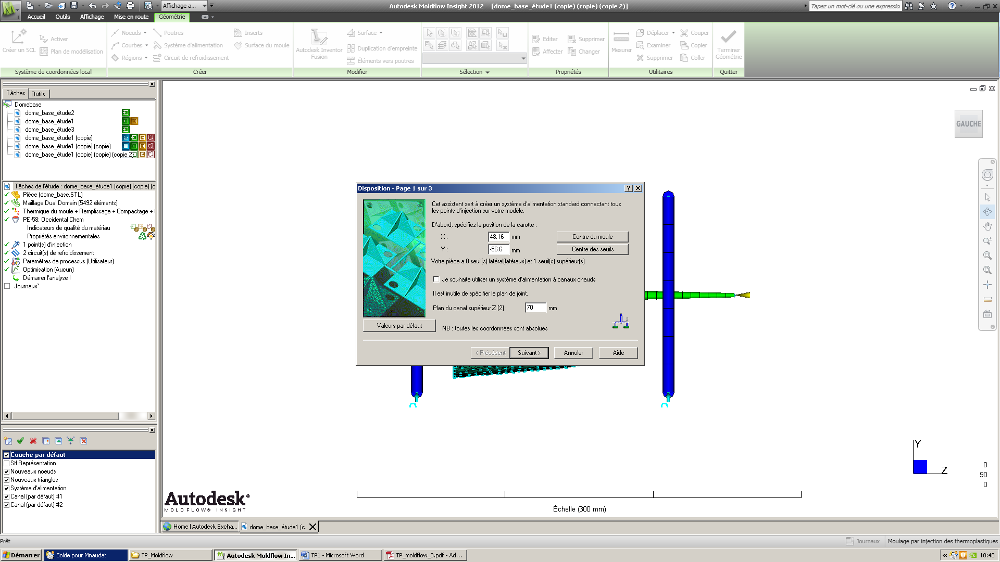 Affichage a...
Autodesk Moldflow Insight 2012 [dome_base_étude1 (copie) (copie) (copie 2)]
Tapez un mot-clé ou une expressio
Accueil
Outils
Affichage
Mise en route
Géométrie
Créer un SCL
Activer
Plan de modélisation
Système de coordonnées local
Noeuds
Courbes
Régions
Poutres
Système d'alimentation
Circuit de refroidissement
Inserts
Surface du moule
Créer
Autodesk Inventor
Fusion
Surface
Duplication d'empreinte
Éléments vers poutres
Modifier
Sélection
Editer
Affecter
Supprimer
Changer
Propriétés
Mesurer
Déplacer
Examiner
Supprimer
Couper
Copier
Coller
Utilitaires
Terminer
Géométrie
Quitter
Tâches
Outils
Domebase
dome_base_étude2
dome_base_étude1
dome_base_étude3
dome_base_étude1 (copie)
dome_base_étude1 (copie) (copie)
dome_base_étude1 (copie) (copie) (copie 2)
Tâches de l'étude : dome_base_étude1 (copie) (copie) (c
Pièce (dome_base.STL)
Maillage Dual Domain (5492 éléments)
Thermique du moule + Remplissage + Compactage +
PE-58: Occidental Chem
Indicateurs de qualité du matériau
Propriétés environnementales
1 point(s) d'injection
2 circuit(s) de refroidissement
Paramètres de processus (Utilisateur)
Optimisation (Aucun)
Démarrer l'analyse !
Journaux*
Couche par défaut
Stl Représentation
Nouveaux noeuds
Nouveaux triangles
Système d'alimentation
Canal (par défaut) #1
Canal (par défaut) #2
GAUCHE
Disposition - Page 1 sur 3
Cet assistant sert à créer un système d'alimentation standard connectant tous
les points d'injection sur votre modèle.
D'abord, spécifiez la position de la carotte :
X : 48.16 mm
Centre du moule
Y : -56.6 mm
Centre des seuils
Votre pièce a 0 seuil(s) latéral(latéraux) et 1 seuil(s) supérieur(s)
Je souhaite utiliser un système d'alimentation à canaux chauds
Il est inutile de spécifier le plan de joint.
Plan du canal supérieur Z [2] : 70 mm
2
Valeurs par défaut
NB : toutes les coordonnées sont absolues
< Précédent
Suivant >
Annuler
Aide
Y
Z
0
90
0
Autodesk®
MOLDFLOW® INSIGHT
Échelle (300 mm)
Home | Autodesk Excha...
dome_base_étude1 (c...
Prêt
Journaux
Moulage par injection des thermoplastiques
Démarrer
Solde pour Mnaudat
TP_Moldflow
Autodesk Moldflow In...
TP1 - Microsoft Word
TP_moldflow_3.pdf - Ad...
«
10:48